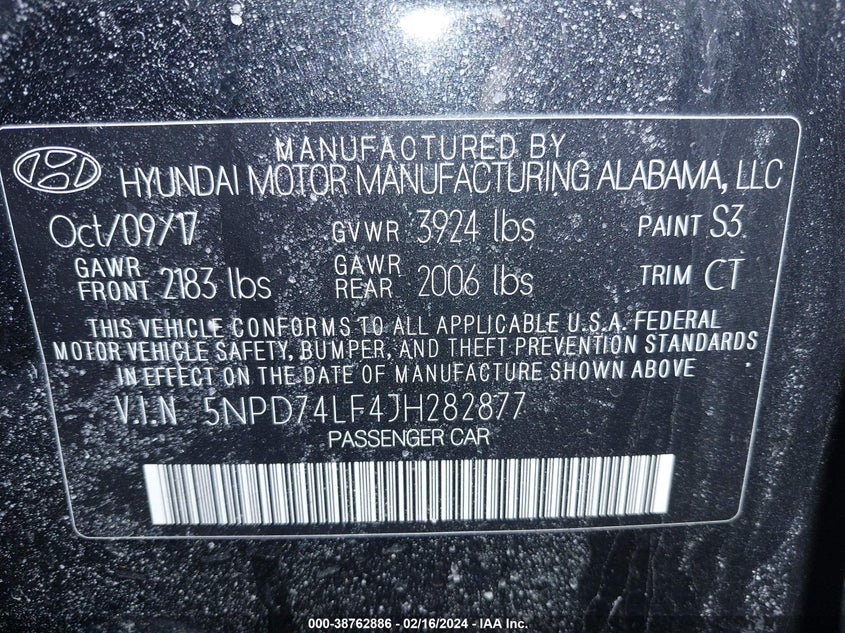 MANUFACTURED BY
HYUNDAI MOTOR MANUFACTURING ALABAMA, LLC
Oct/09/17 GVWR 3924 lbs PAINT S3
GAWR FRONT 2183 lbs GAWR REAR 2006 lbs TRIM CT
THIS VEHICLE CONFORMS TO ALL APPLICABLE U.S.A. FEDERAL
MOTOR VEHICLE SAFETY, BUMPER, AND THEFT PREVENTION STANDARDS
IN EFFECT ON THE DATE OF MANUFACTURE SHOWN ABOVE
V.I.N 5NPD74LF4JH282877
PASSENGER CAR
000-38762886 - 02/16/2024 - IAA Inc.